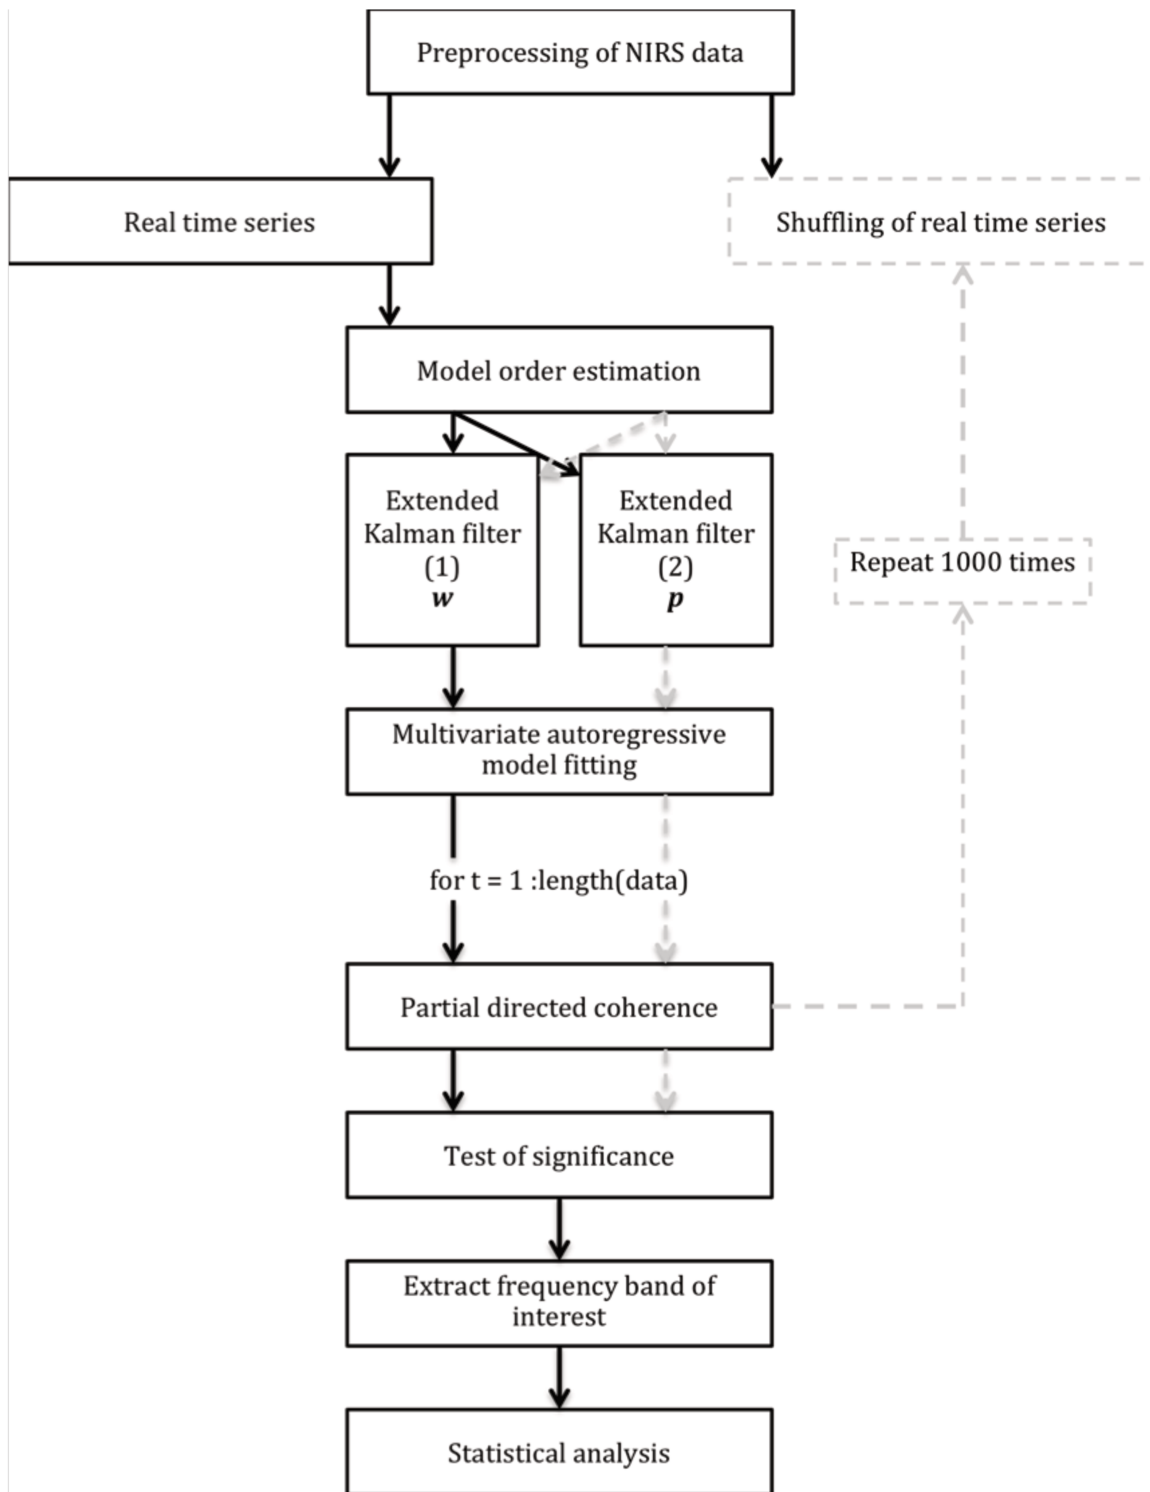 Preprocessing of NIRS data
Real time series
Shuffling of real time series
Model order estimation
Extended
Kalman filter
(1)
w
Extended
Kalman filter
(2)
p
Repeat 1000 times
Multivariate autoregressive
model fitting
for t = 1 :length(data)
Partial directed coherence
Test of significance
Extract frequency band of
interest
Statistical analysis